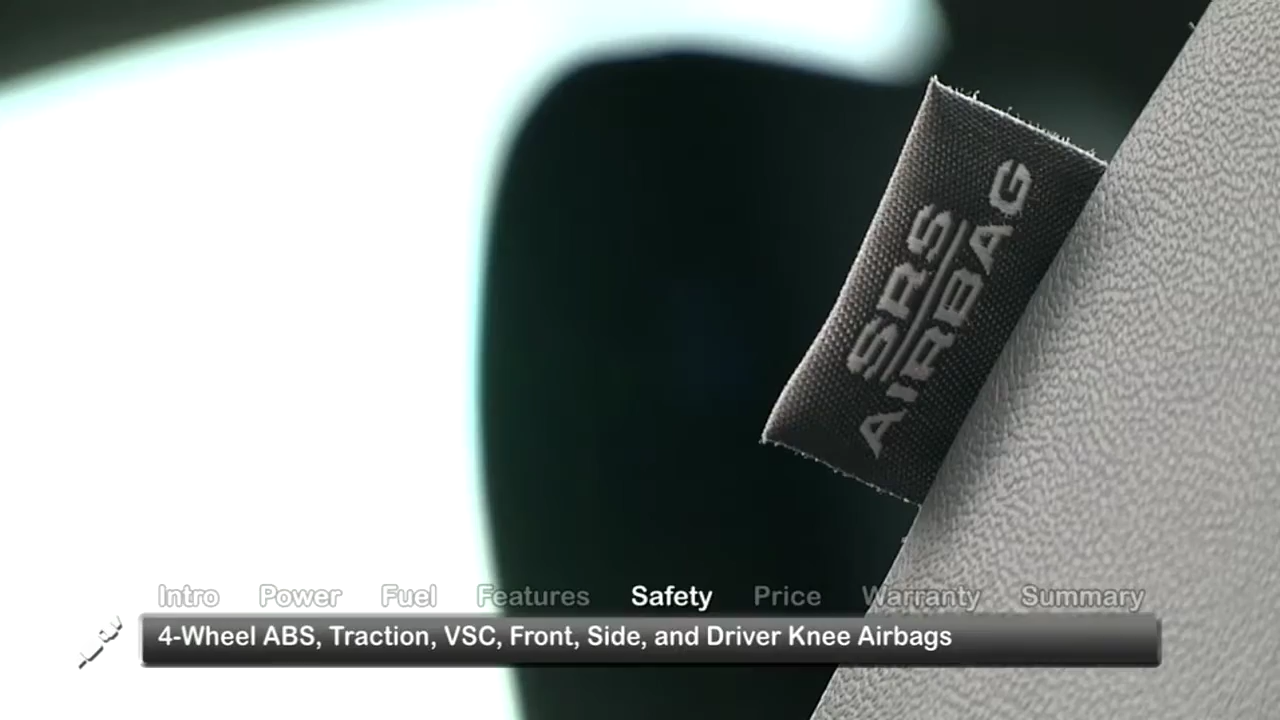 SRS
AIRBAG
Intro Power Fuel Features Safety Price Warranty Summary
4-Wheel ABS, Traction, VSC, Front, Side, and Driver Knee Airbags